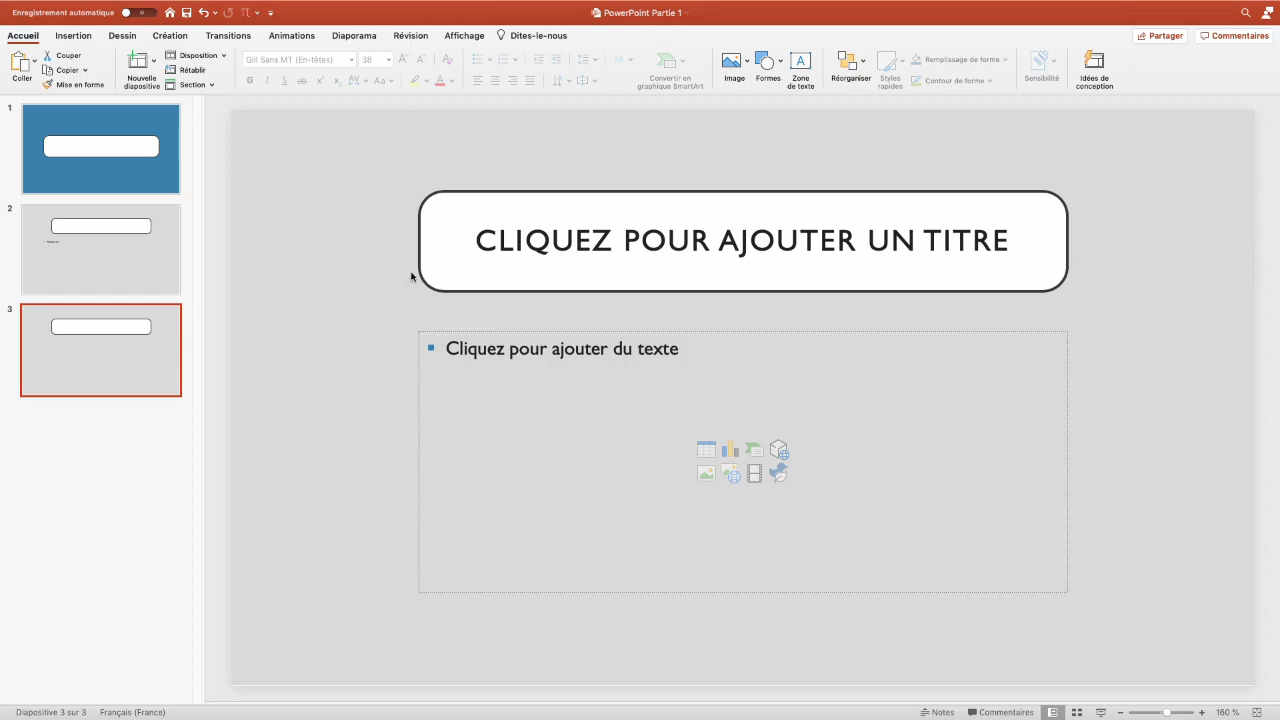 Enregistrement automatique
PowerPoint Partie 1
Accueil Insertion Dessin Création Transitions Animations Diaporama Révision Affichage Dites-le-nous
Partager Commentaires
Coller
Couper
Copier
Mise en forme
Nouvelle diapositive
Disposition
Rétablir
Section
Gill Sans MT (En-têtes) 38
Convertir en graphique SmartArt
Image
Formes
Zone de texte
Réorganiser
Styles rapides
Remplissage de forme
Contour de forme
Sensibilité
Idées de conception
1
2
3
CLIQUEZ POUR AJOUTER UN TITRE
Cliquez pour ajouter du texte
Diapositive 3 sur 3 Français (France)
Notes Commentaires 160 %